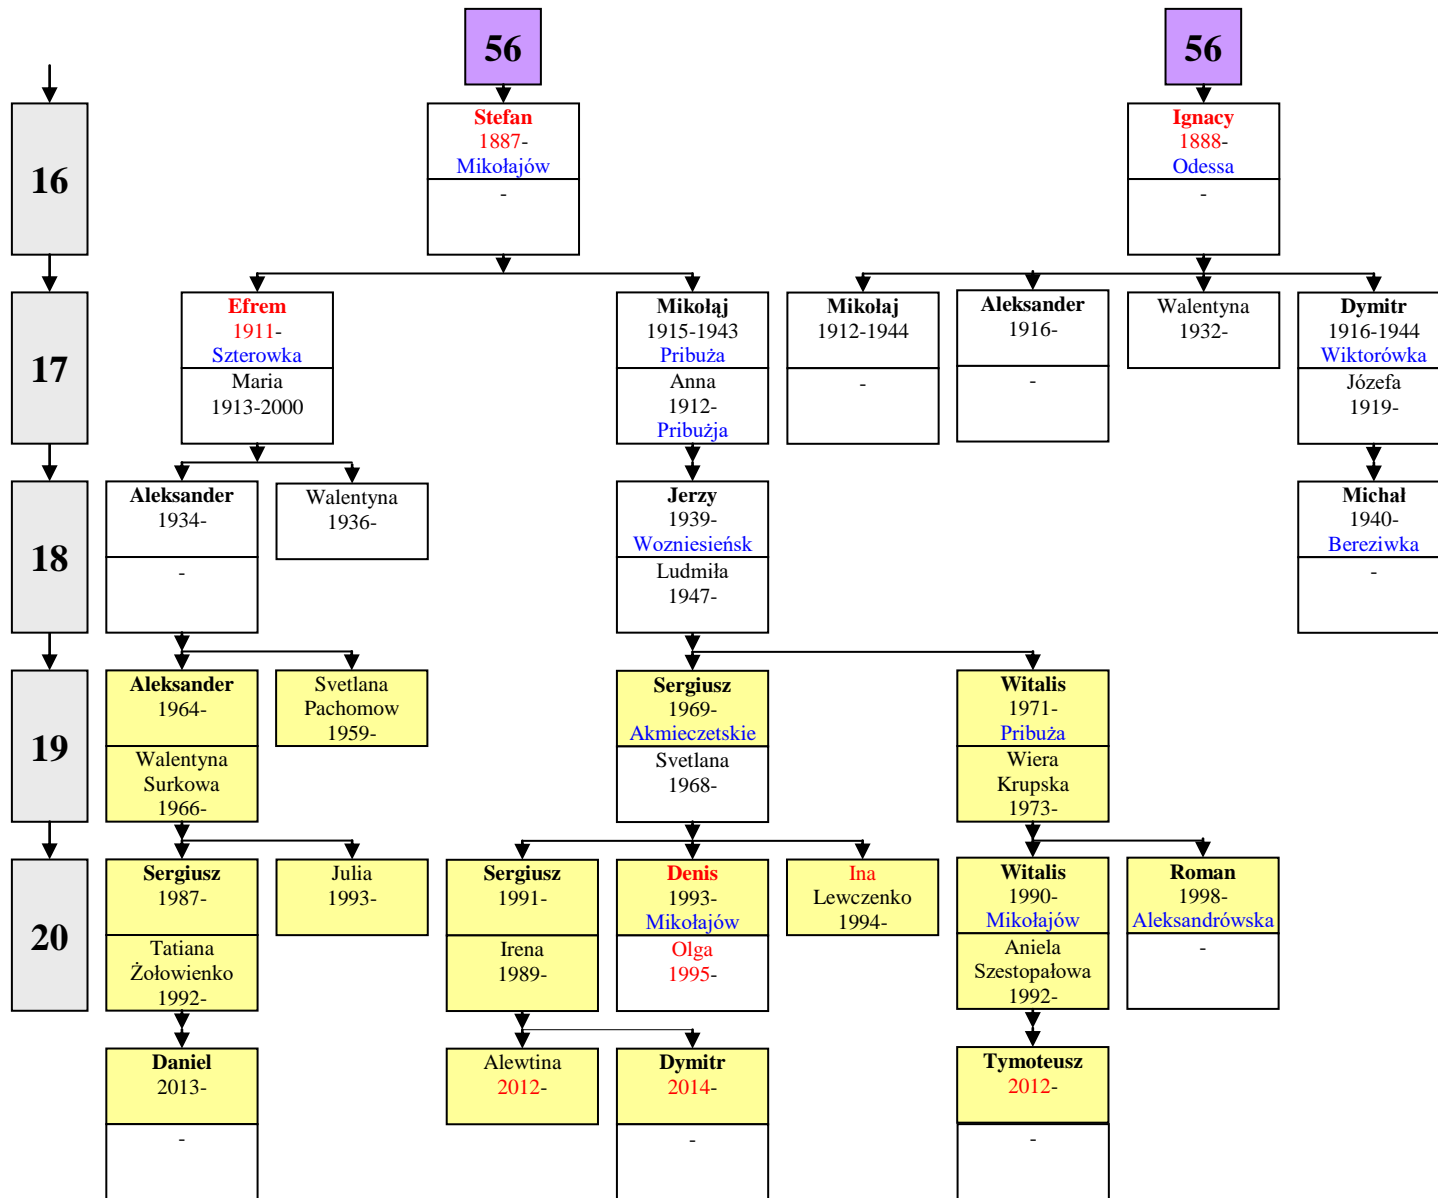 56
56
16
Stefan
1887-
Mikołajów
-
Ignacy
1888-
Odessa
-
17
Efrem
1911-
Szterowka
Maria
1913-2000
Mikołąj
1915-1943
Pribuża
Anna
1912-
Pribużja
Mikołaj
1912-1944
-
Aleksander
1916-
-
Walentyna
1932-
Dymitr
1916-1944
Wiktorówka
Józefa
1919-
18
Aleksander
1934-
-
Walentyna
1936-
Jerzy
1939-
Wozniesieńsk
Ludmiła
1947-
Michał
1940-
Bereziwka
-
19
Aleksander
1964-
Walentyna
Surkowa
1966-
Svetlana
Pachomow
1959-
Sergiusz
1969-
Akmieczetskie
Svetlana
1968-
Witalis
1971-
Pribuża
Wiera
Krupska
1973-
20
Sergiusz
1987-
Tatiana
Żołowienko
1992-
Julia
1993-
Sergiusz
1991-
Irena
1989-
Denis
1993-
Mikołajów
Olga
1995-
Ina
Lewczenko
1994-
Witalis
1990-
Mikołajów
Aniela
Szestopałowa
1992-
Roman
1998-
Aleksandrówska
-
Daniel
2013-
-
Alewtina
2012-
Dymitr
2014-
-
Tymoteusz
2012-
-